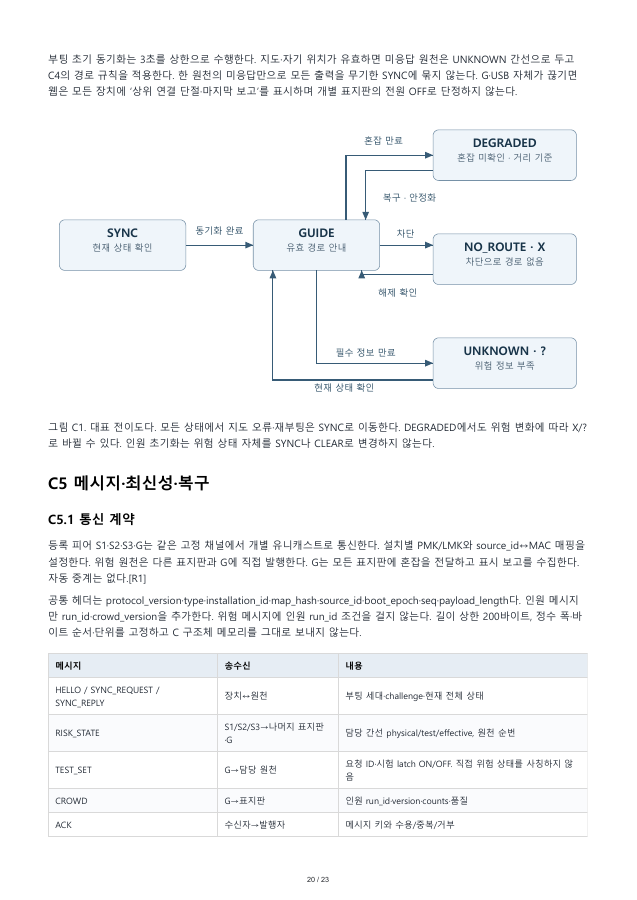 부팅 초기 동기화는 3초를 상한으로 수행한다. 지도·자기 위치가 유효하면 미응답 원천은 UNKNOWN 간선으로 두고
C4의 경로 규칙을 적용한다. 한 원천의 미응답만으로 모든 출력을 무기한 SYNC에 묶지 않는다. G·USB 자체가 끊기면
웹은 모든 장치에 ‘상위 연결 단절·마지막 보고’를 표시하며 개별 표지판의 전원 OFF로 단정하지 않는다.
혼잡 만료
DEGRADED
혼잡 미확인 · 거리 기준
복구 · 안정화
SYNC
현재 상태 확인
동기화 완료
GUIDE
유효 경로 안내
차단
NO_ROUTE · X
차단으로 경로 없음
해제 확인
필수 정보 만료
UNKNOWN · ?
위험 정보 부족
현재 상태 확인
그림 C1. 대표 전이도다. 모든 상태에서 지도 오류·재부팅은 SYNC로 이동한다. DEGRADED에서도 위험 변화에 따라 X/?
로 바뀔 수 있다. 인원 초기화는 위험 상태 자체를 SYNC나 CLEAR로 변경하지 않는다.
C5 메시지·최신성·복구
C5.1 통신 계약
등록 피어 S1·S2·S3·G는 같은 고정 채널에서 개별 유니캐스트로 통신한다. 설치별 PMK/LMK와 source_id↔MAC 매핑을
설정한다. 위험 원천은 다른 표지판과 G에 직접 발행한다. G는 모든 표지판에 혼잡을 전달하고 표시 보고를 수집한다.
자동 중계는 없다.[R1]
공통 헤더는 protocol_version·type·installation_id·map_hash·source_id·boot_epoch·seq·payload_length다. 인원 메시지
만 run_id·crowd_version을 추가한다. 위험 메시지에 인원 run_id 조건을 걸지 않는다. 길이 상한 200바이트, 정수 폭·바
이트 순서·단위를 고정하고 C 구조체 메모리를 그대로 보내지 않는다.
메시지 송수신 내용
HELLO / SYNC_REQUEST /
SYNC_REPLY
장치↔원천
부팅 세대·challenge·현재 전체 상태
RISK_STATE
S1/S2/S3→나머지 표지판
·G
담당 간선 physical/test/effective, 원천 순번
TEST_SET
G→담당 원천
요청 ID·시험 latch ON/OFF. 직접 위험 상태를 사칭하지 않
음
CROWD
G→표지판
인원 run_id·version·counts·품질
ACK
수신자→발행자
메시지 키와 수용/중복/거부
20 / 23